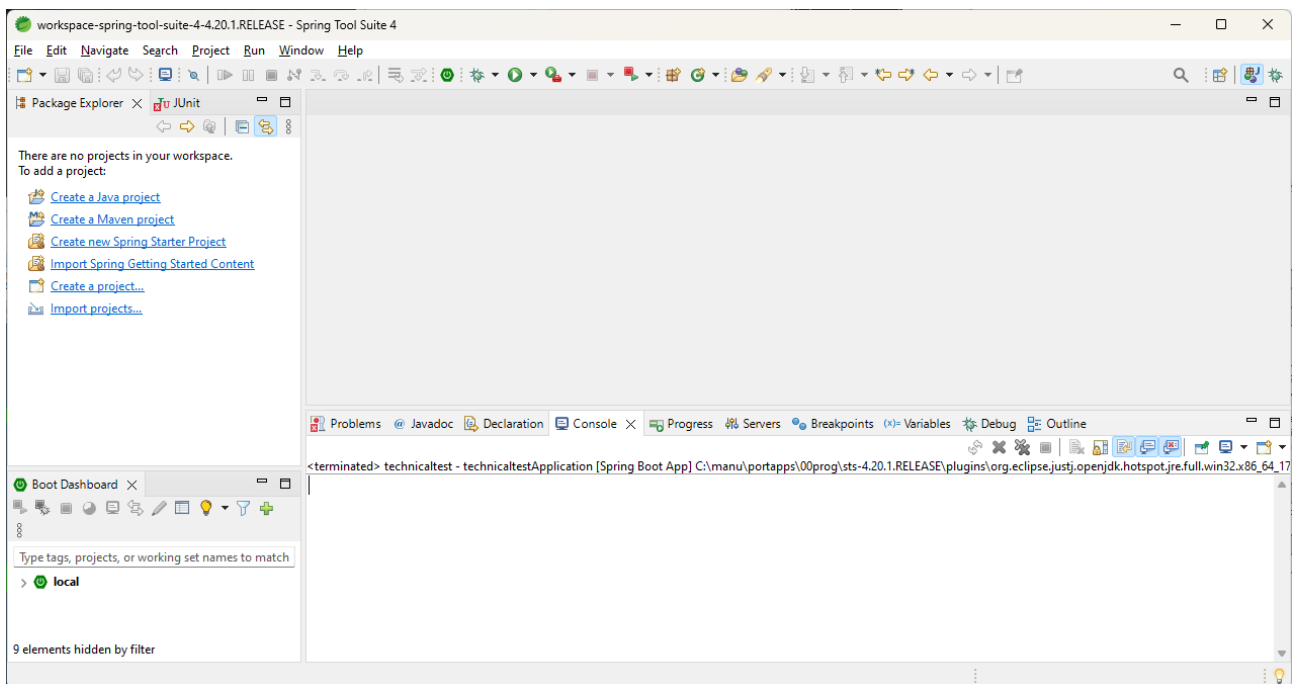 workspace-spring-tool-suite-4-4.20.1.RELEASE - Spring Tool Suite 4
File Edit Navigate Search Project Run Window Help
Package Explorer JUnit
There are no projects in your workspace.
To add a project:
Create a Java project
Create a Maven project
Create new Spring Starter Project
Import Spring Getting Started Content
Create a project...
Import projects...
Problems Javadoc Declaration Console Progress Servers Breakpoints Variables Debug Outline
<terminated> technicaltest - technicaltestApplication [Spring Boot App] C:\manu\portapps\00prog\sts-4.20.1.RELEASE\plugins\org.eclipse.justj.openjdk.hotspot.jre.full.win32.x86_64_17
Boot Dashboard
Type tags, projects, or working set names to match
local
9 elements hidden by filter